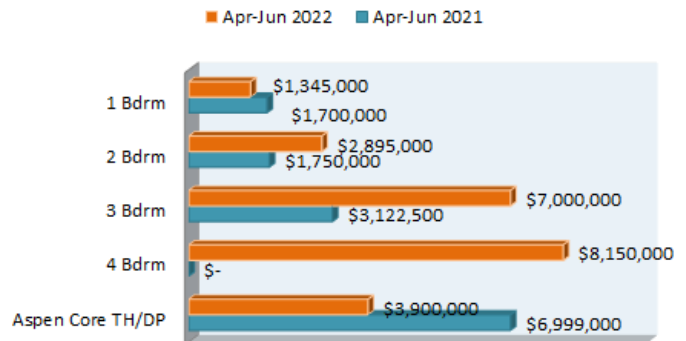 Apr-Jun 2022 Apr-Jun 2021
1 Bdrm
$1,345,000
$1,700,000
2 Bdrm
$2,895,000
$1,750,000
3 Bdrm
$7,000,000
$3,122,500
4 Bdrm
$8,150,000
$-
Aspen Core TH/DP
$3,900,000
$6,999,000